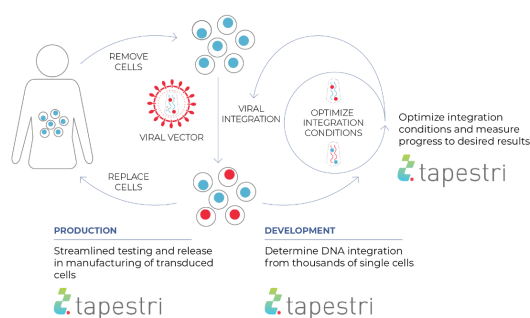 REMOVE
CELLS
VIRAL VECTOR
VIRAL
INTEGRATION
OPTIMIZE
INTEGRATION
CONDITIONS
Optimize integration
conditions and measure
progress to desired results
tapestri
REPLACE
CELLS
PRODUCTION
Streamlined testing and release
in manufacturing of transduced
cells
tapestri
DEVELOPMENT
Determine DNA integration
from thousands of single cells
tapestri